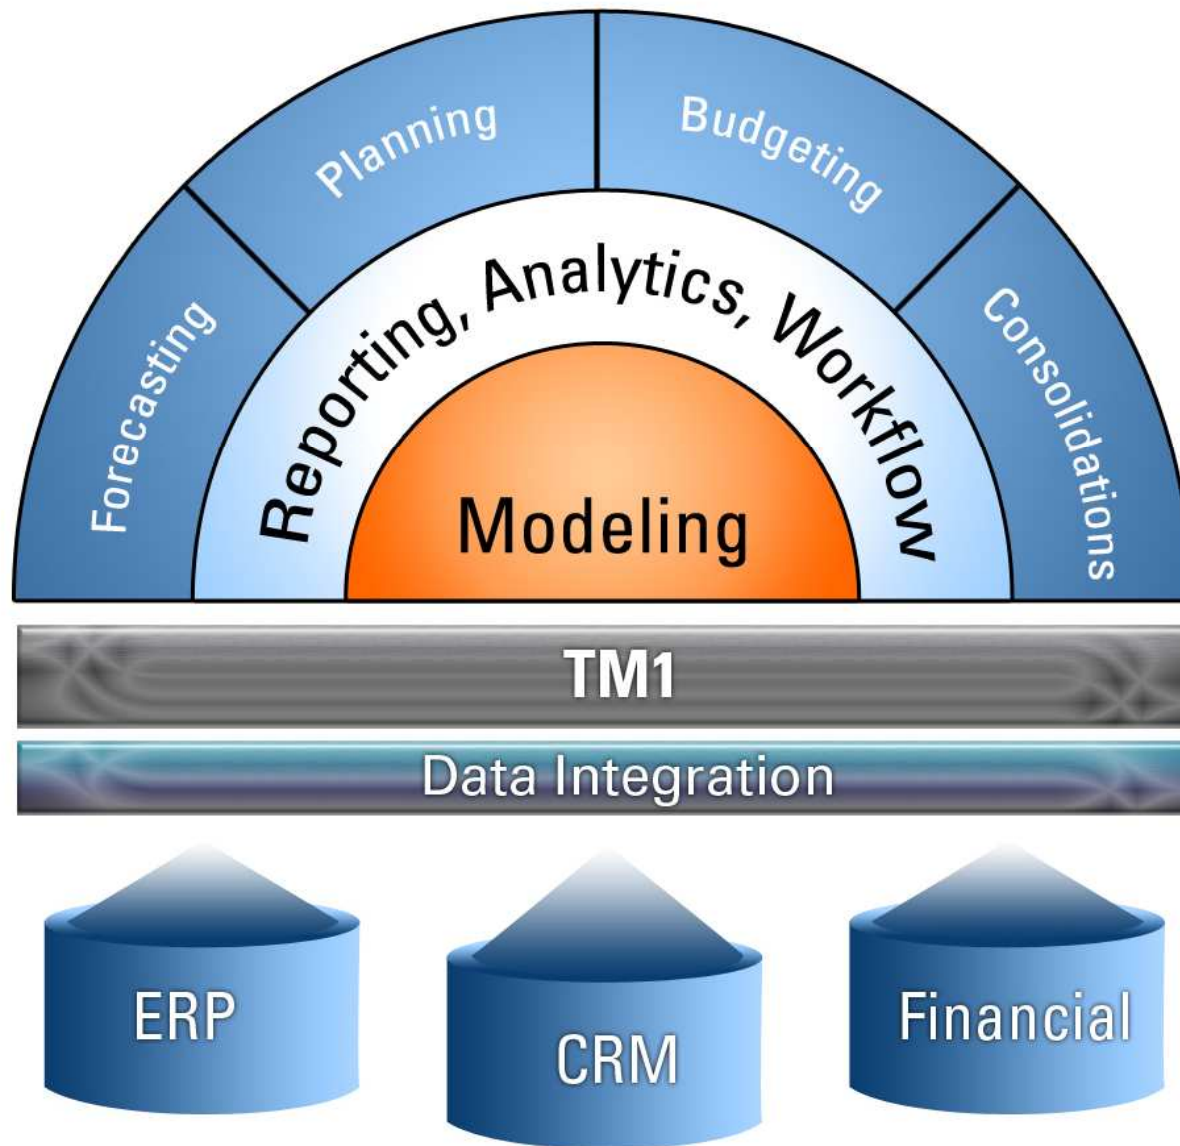 Forecasting
Planning
Budgeting
Consolidations
Reporting, Analytics, Workflow
Modeling
TM1
Data Integration
ERP
CRM
Financial